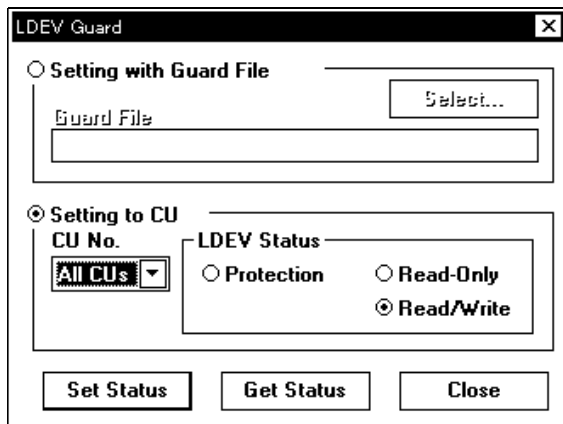 LDEV Guard
Setting with Guard File
Select...
Guard File
Setting to CU
CU No.
LDEV Status
All CUs
Protection
Read-Only
Read/Write
Set Status
Get Status
Close